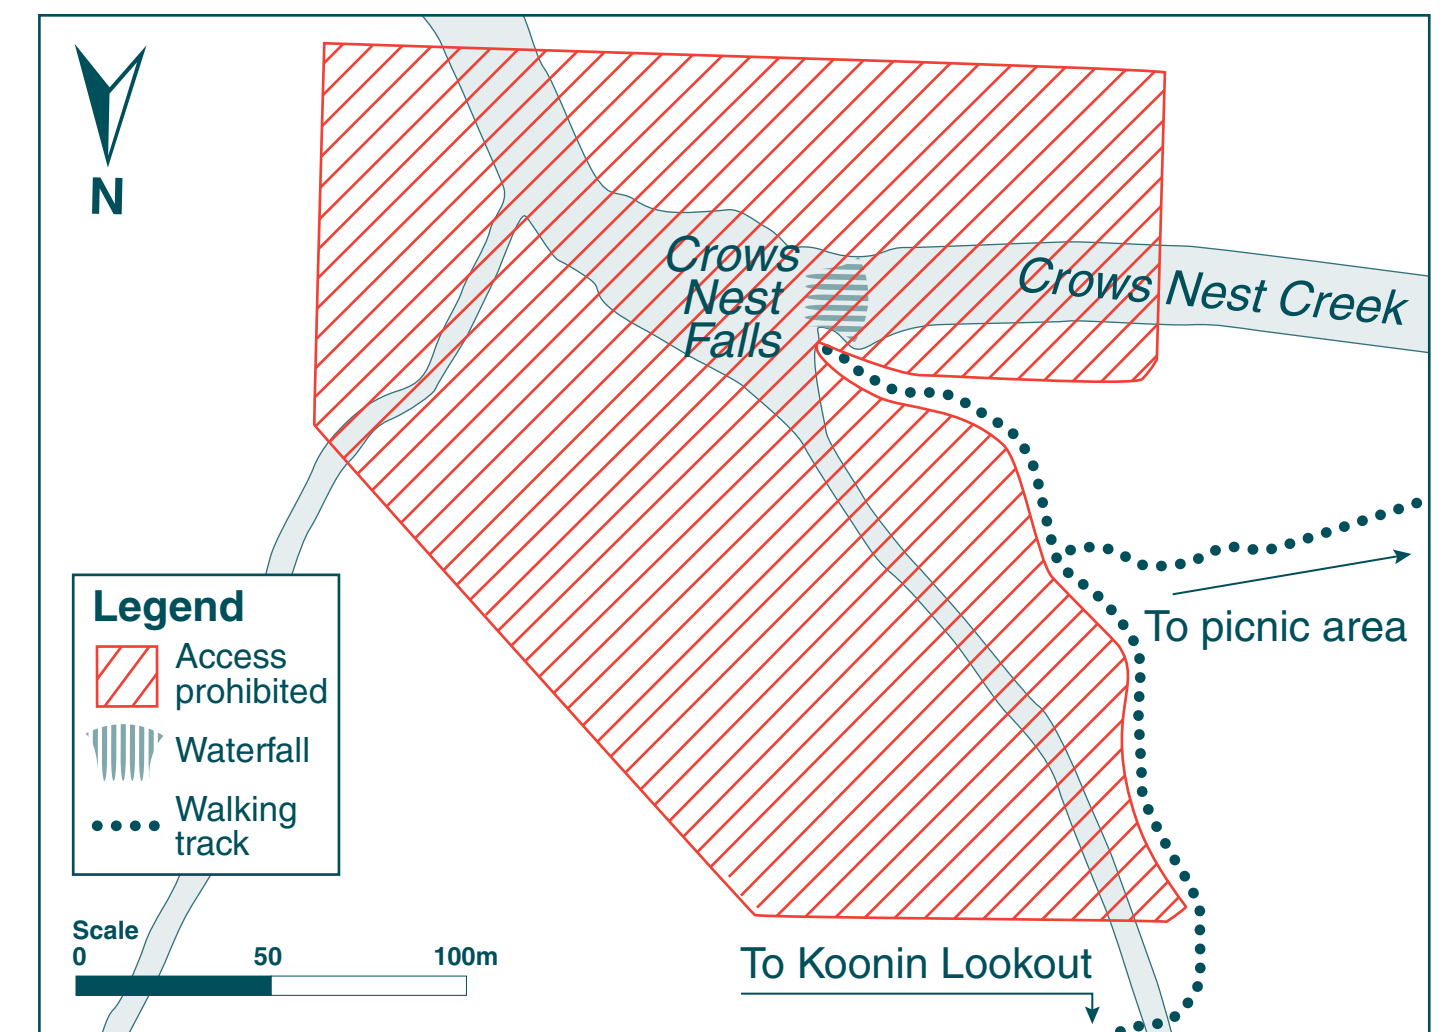 N
Crows
Nest
Falls
Crows Nest Creek
To picnic area
Legend
Access
prohibited
Waterfall
Walking
track
Scale
0 50 100m
To Koonin Lookout